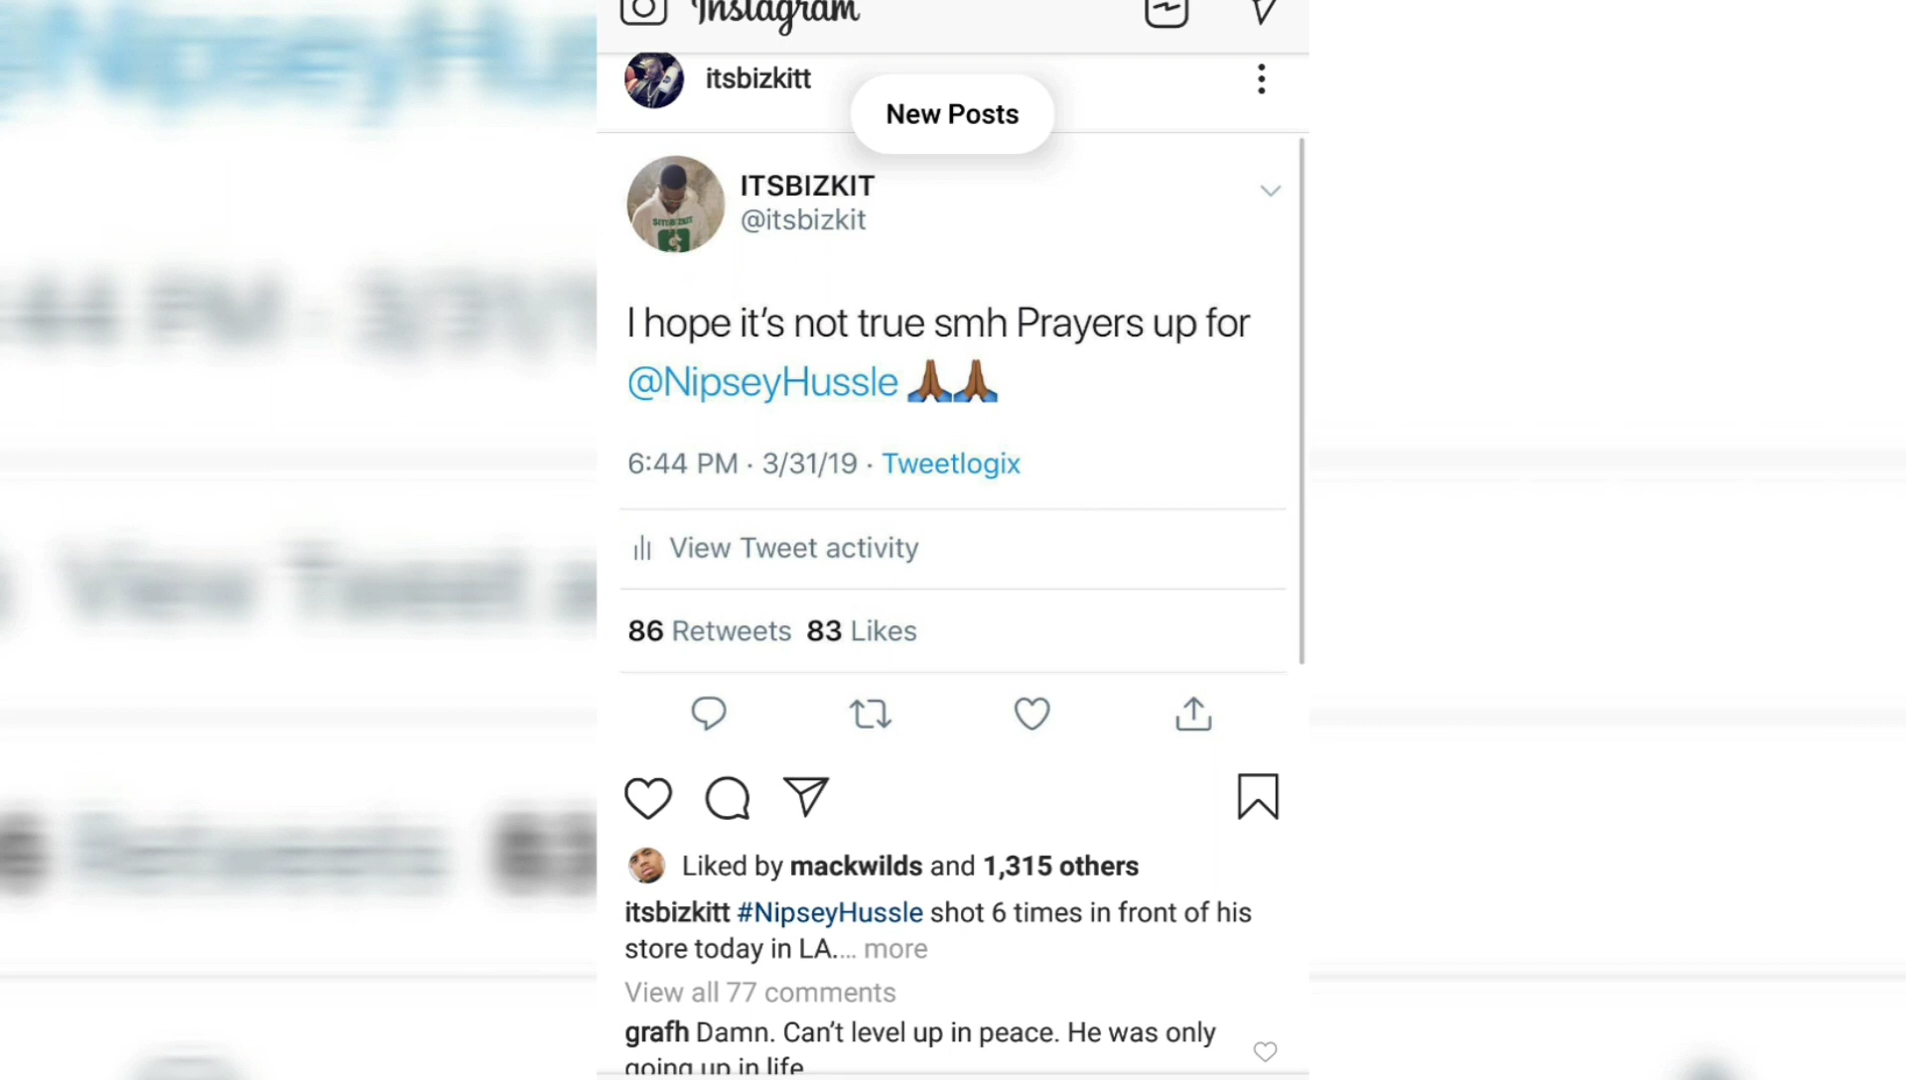 Instagram
itsbizkitt
New Posts
ITSBIZKIT
@itsbizkit
I hope it's not true smh Prayers up for
@NipseyHussle 🙏🏾🙏🏾
6:44 PM · 3/31/19 · Tweetlogix
View Tweet activity
86 Retweets 83 Likes
Liked by mackwilds and 1,315 others
itsbizkitt #NipseyHussle shot 6 times in front of his
store today in LA.... more
View all 77 comments
grafh Damn. Can't level up in peace. He was only
going up in life